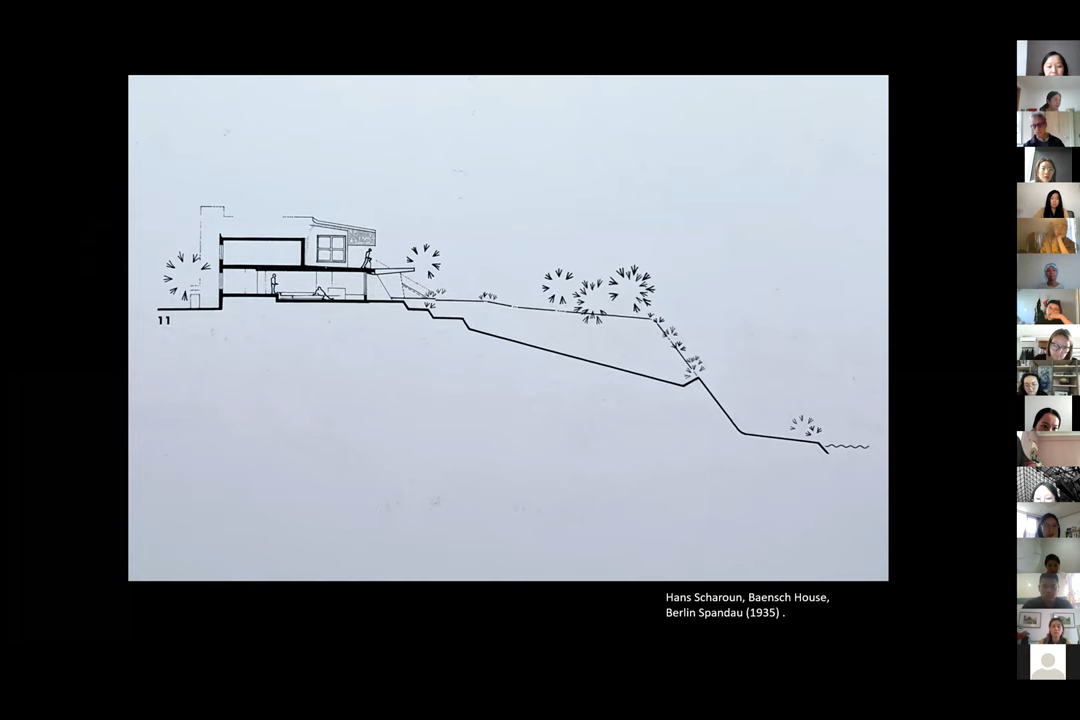 11
Hans Scharoun, Baensch House,
Berlin Spandau (1935) .